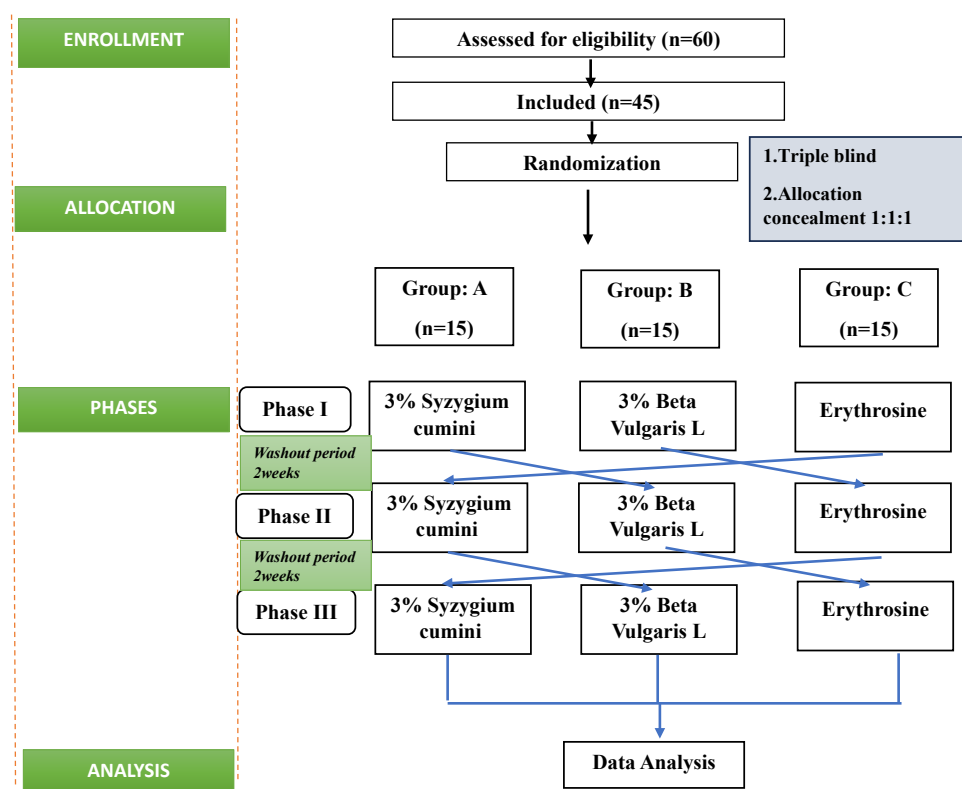 ENROLLMENT
Assessed for eligibility (n=60)
Included (n=45)
Randomization
1.Triple blind
2.Allocation
concealment 1:1:1
ALLOCATION
Group: A
(n=15)
Group: B
(n=15)
Group: C
(n=15)
PHASES
Phase I
3% Syzygium
cumini
3% Beta
Vulgaris L
Erythrosine
Washout period
2weeks
Phase II
3% Syzygium
cumini
3% Beta
Vulgaris L
Erythrosine
Washout period
2weeks
Phase III
3% Syzygium
cumini
3% Beta
Vulgaris L
Erythrosine
Data Analysis
ANALYSIS